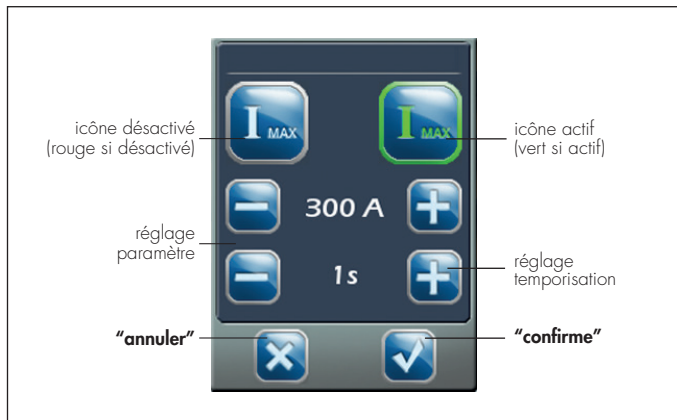 I MAX
I MAX
icône désactivé
(rouge si désactivé)
icône actif
(vert si actif)
300 A
réglage
paramètre
1s
réglage
temporisation
“annuler”
“confirme”